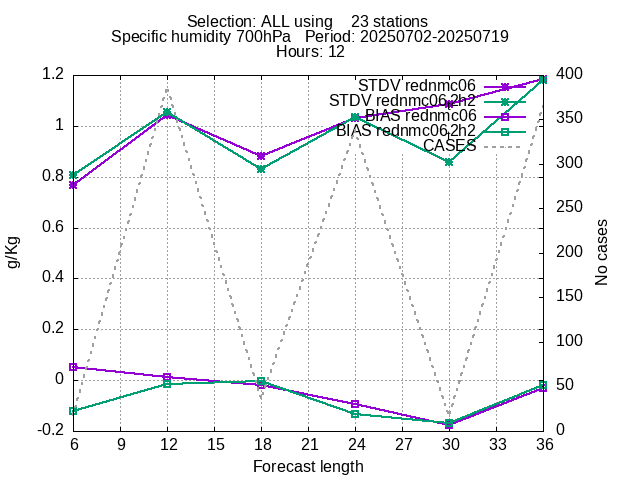 Selection: ALL using 23 stations
Specific humidity 700hPa Period: 20250702-20250719
Hours: 12
STDV rednmc06
STDV rednmc06,2h2
BIAS rednmc06
BIAS rednmc06,2h2
CASES
1.2
1
0.8
0.6
0.4
0.2
0
-0.2
g/Kg
400
350
300
250
200
150
100
50
0
No cases
6 9 12 15 18 21 24 27 30 33 36
Forecast length